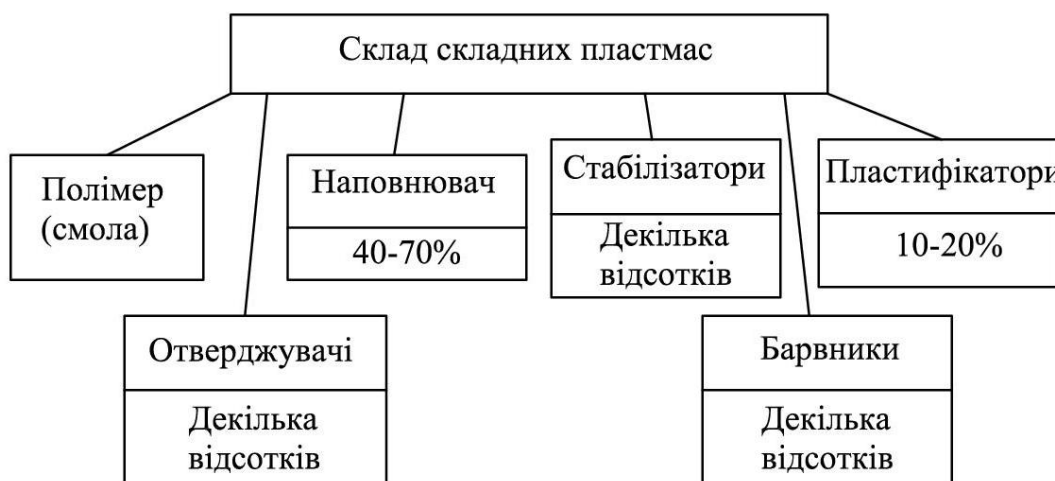 Склад складних пластмас
Полімер
(смола)
Наповнювач
40-70%
Стабілізатори
Декілька
відсотків
Пластифікатори
10-20%
Отверджувачі
Декілька
відсотків
Барвники
Декілька
відсотків